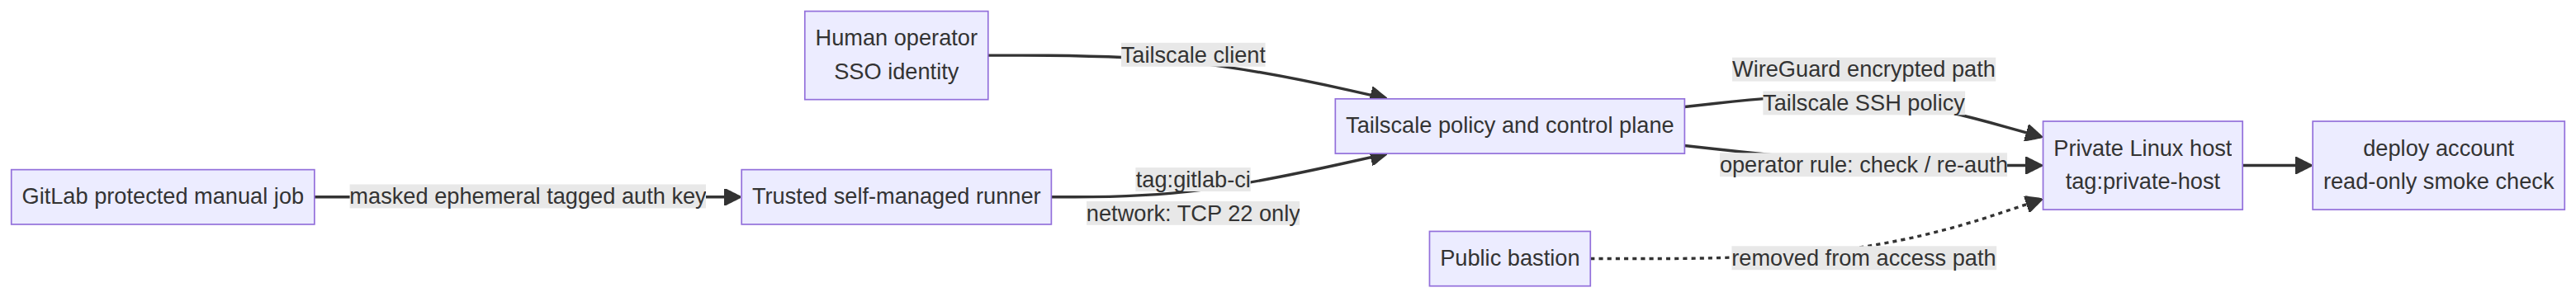 Human operator
SSO identity
Tailscale client
GitLab protected manual job
masked ephemeral tagged auth key
Trusted self-managed runner
tag:gitlab-ci
network: TCP 22 only
Tailscale policy and control plane
WireGuard encrypted path
Tailscale SSH policy
operator rule: check / re-auth
Public bastion
removed from access path
Private Linux host
tag:private-host
deploy account
read-only smoke check